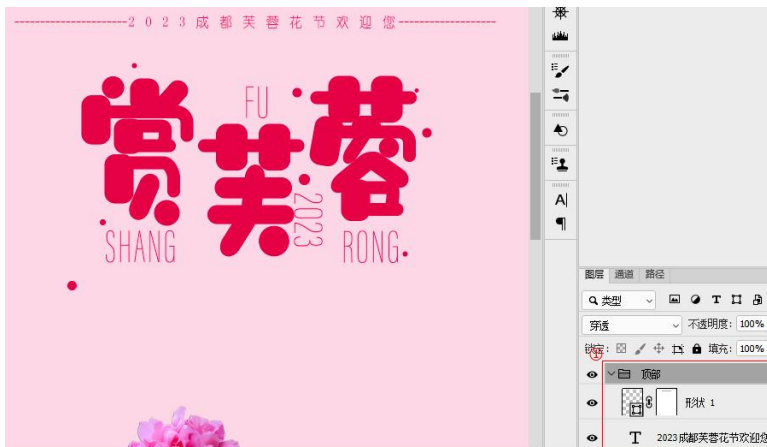 2023成都芙蓉花节欢迎您
赏芙蓉
FU
2023
SHANG
RONG
A
图层 通道 路径
类型
T
穿透
不透明度: 100%
锁定: 填充: 100%
①
顶部
形状 1
T 2023成都芙蓉花节欢迎您